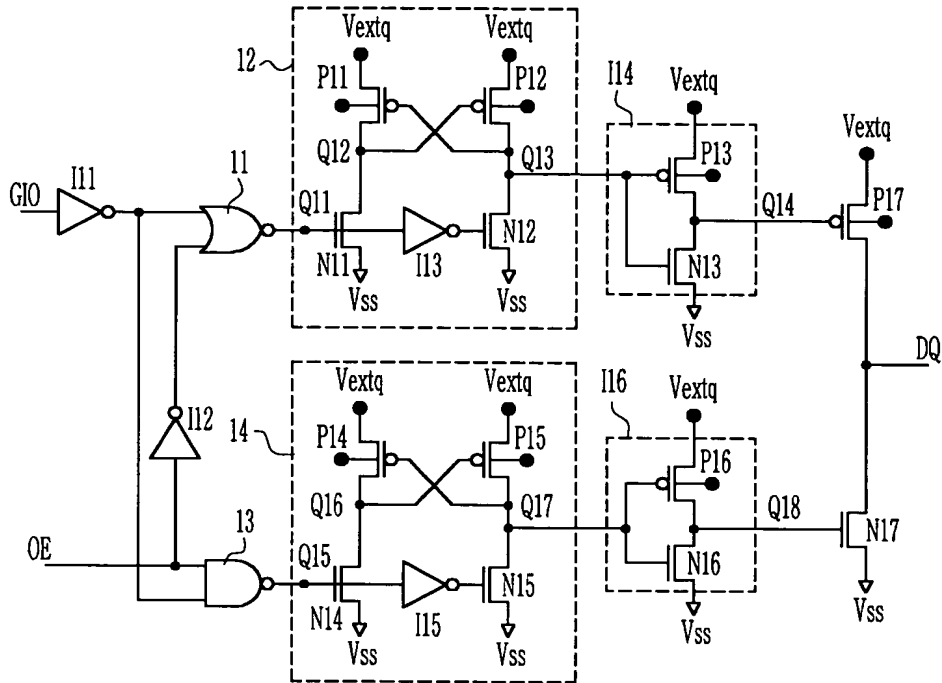 Vextq
Vextq
12
P11
P12
I14
Vextq
Vextq
Q12
Q13
P13
GIO
I11
11
Q11
Q14
P17
N11
I13
N12
N13
Vss
Vss
Vss
DQ
Vextq
Vextq
I16
Vextq
I12
14
P14
P15
P16
Q16
Q17
Q18
OE
13
Q15
N17
N14
I15
N15
N16
Vss
Vss
Vss
Vss